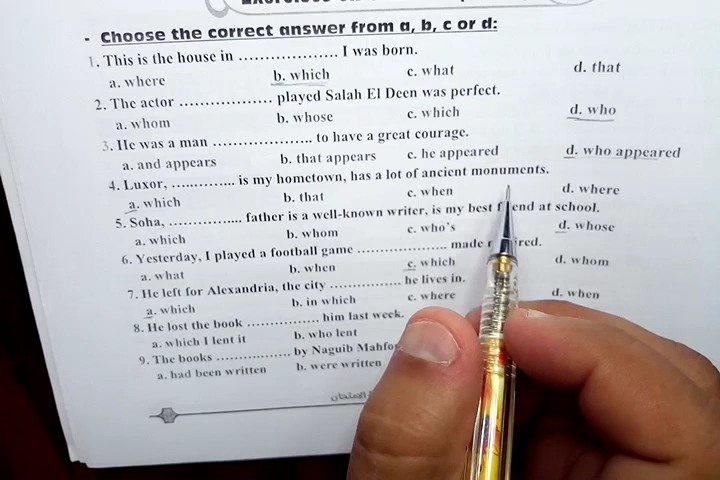 - Choose the correct answer from a, b, c or d:
1. This is the house in .................. I was born.
a. where b. which c. what d. that
2. The actor .................. played Salah El Deen was perfect.
a. whom b. whose c. which d. who
3. He was a man .................. to have a great courage.
a. and appears b. that appears c. he appeared d. who appeared
4. Luxor, ............... is my hometown, has a lot of ancient monuments.
a. which b. that c. when d. where
5. Soha, ............... father is a well-known writer, is my best at school.
a. which b. whom c. who's d. whose
6. Yesterday, I played a football game .................. made
a. what b. when c. which d. whom
7. He left for Alexandria, the city ............... he lives in.
a. which b. in which c. where d. when
8. He lost the book ............... him last week.
a. which I lent it b. who lent
9. The books ............... by Naguib
a. had been written b. were written